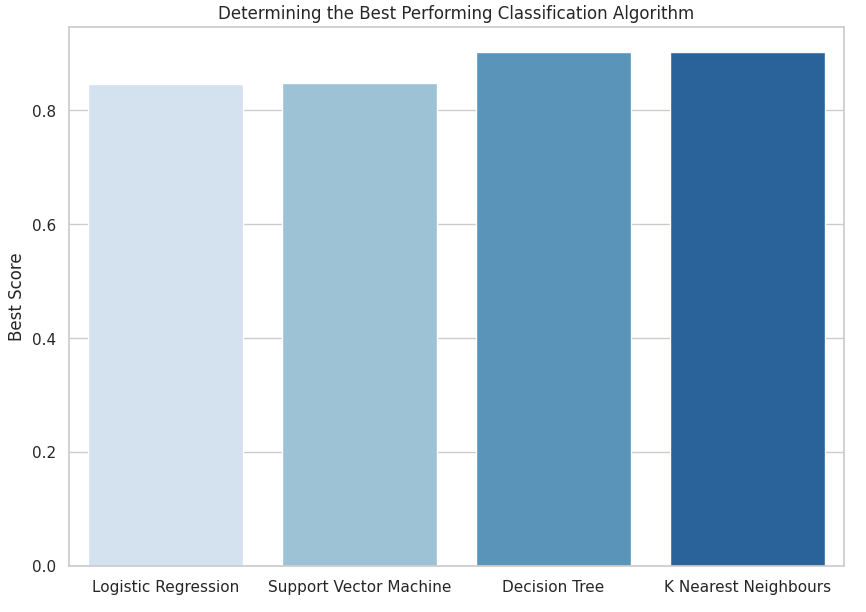 Determining the Best Performing Classification Algorithm
Best Score
0.8
0.6
0.4
0.2
0.0
Logistic Regression
Support Vector Machine
Decision Tree
K Nearest Neighbours